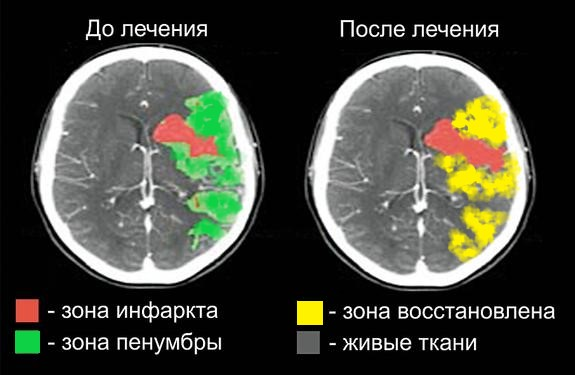 До лечения
После лечения
- зона инфаркта
- зона пенумбры
- зона восстановлена
- живые ткани